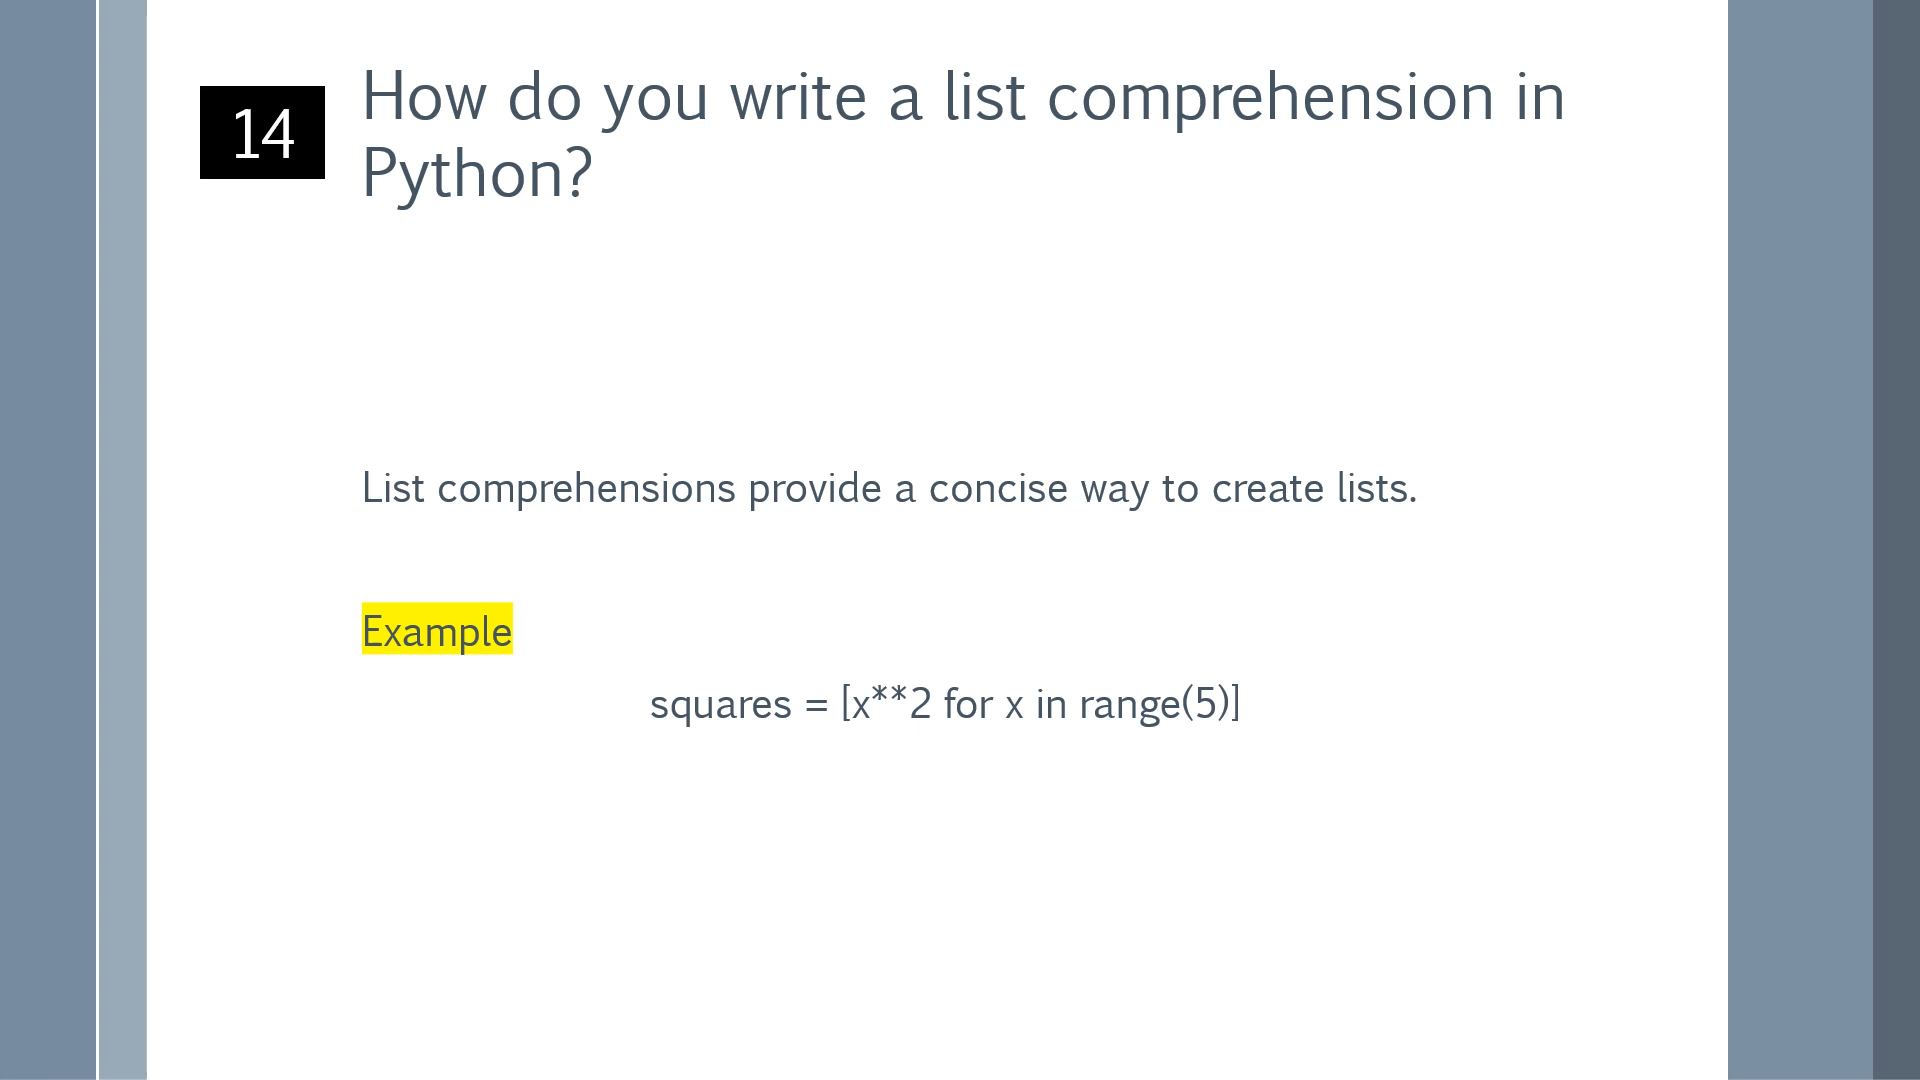 14
How do you write a list comprehension in
Python?
List comprehensions provide a concise way to create lists.
Example
squares = [x**2 for x in range(5)]